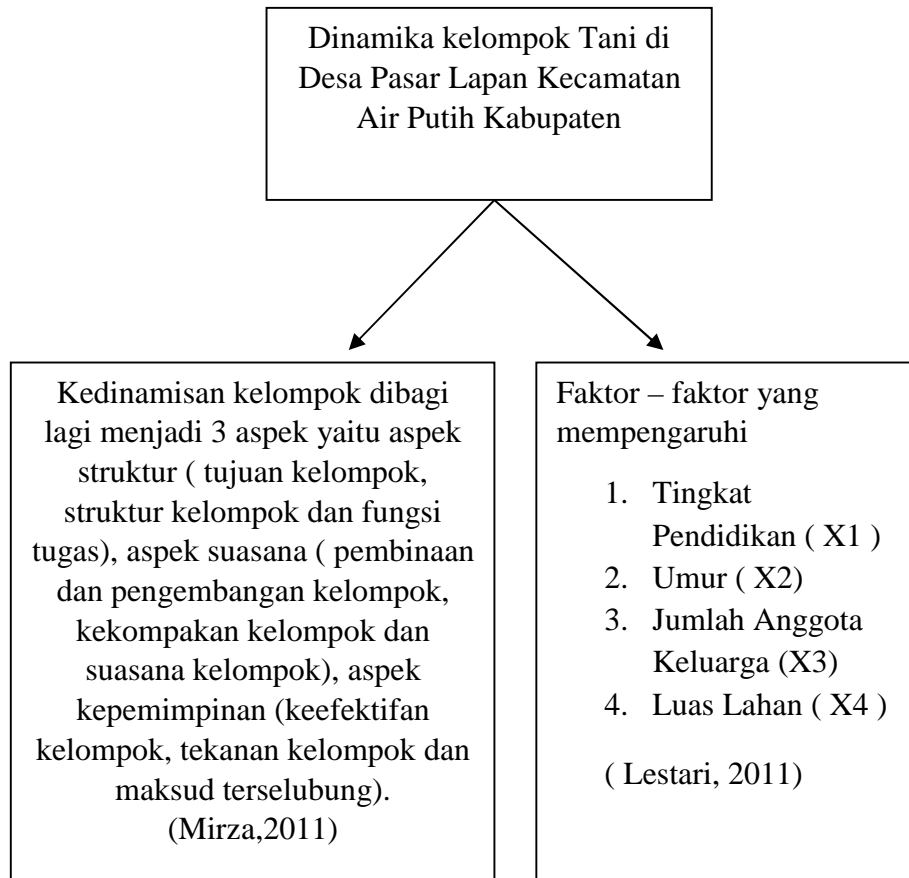 Dinamika kelompok Tani di
Desa Pasar Lapan Kecamatan
Air Putih Kabupaten
Kedinamisan kelompok dibagi
lagi menjadi 3 aspek yaitu aspek
struktur ( tujuan kelompok,
struktur kelompok dan fungsi
tugas), aspek suasana ( pembinaan
dan pengembangan kelompok,
kekompakan kelompok dan
suasana kelompok), aspek
kepemimpinan (keefektifan
kelompok, tekanan kelompok dan
maksud terselubung).
(Mirza,2011)
Faktor – faktor yang
mempengaruhi
1. Tingkat
Pendidikan ( X1 )
2. Umur ( X2)
3. Jumlah Anggota
Keluarga (X3)
4. Luas Lahan ( X4 )
( Lestari, 2011)